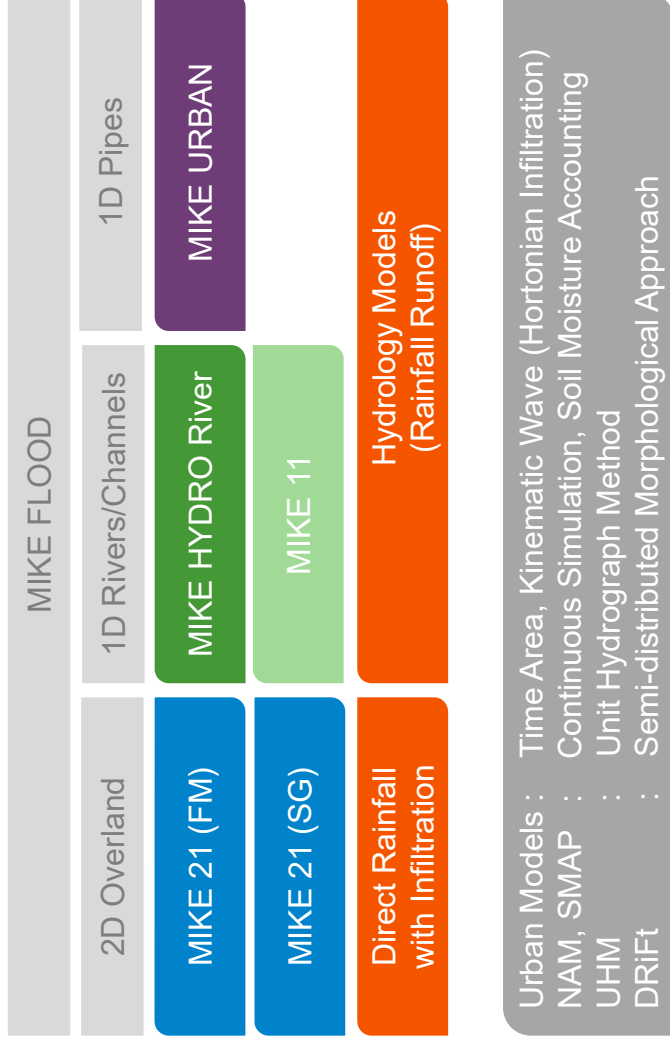 MIKE FLOOD
2D Overland
1D Rivers/Channels
1D Pipes
MIKE 21 (FM)
MIKE HYDRO River
MIKE URBAN
MIKE 21 (SG)
MIKE 11
Direct Rainfall
with Infiltration
Hydrology Models
(Rainfall Runoff)
Urban Models : Time Area, Kinematic Wave (Hortonian Infiltration)
NAM, SMAP : Continuous Simulation, Soil Moisture Accounting
UHM : Unit Hydrograph Method
DRiFt : Semi-distributed Morphological Approach